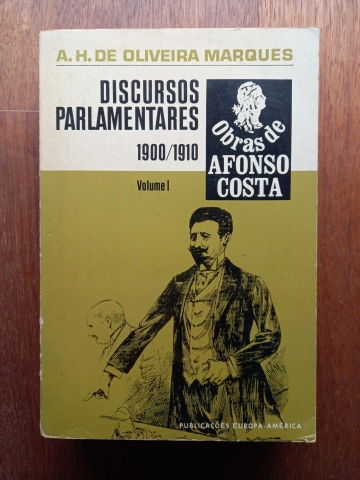 A. H. DE OLIVEIRA MARQUES
DISCURSOS
PARLAMENTARES
1900/1910
Volume I
Obras de
AFONSO
COSTA
PUBLICAÇÕES EUROPA-AMÉRICA